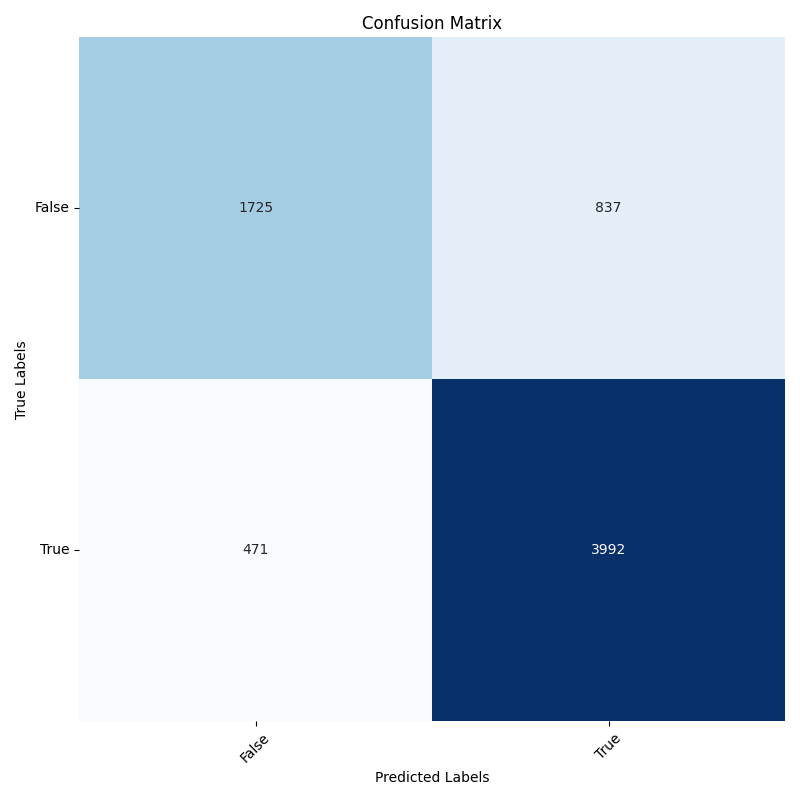 Confusion Matrix
True Labels
False
1725
837
True
471
3992
False
True
Predicted Labels